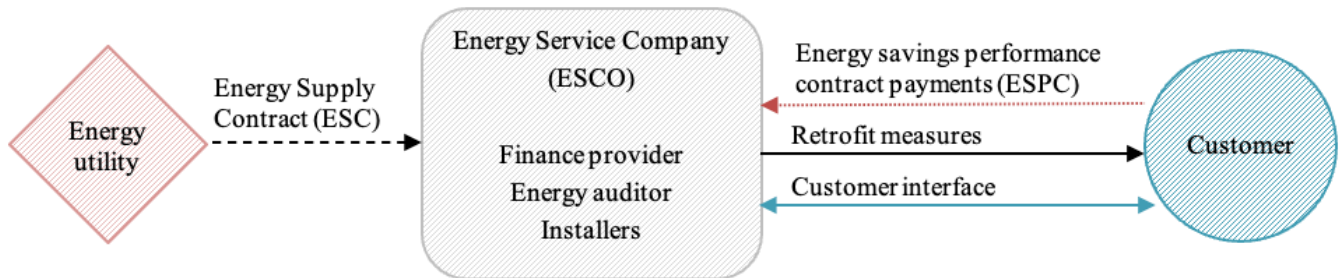 Energy
utility
Energy Supply
Contract (ESC)
Energy Service Company
(ESCO)
Finance provider
Energy auditor
Installers
Energy savings performance
contract payments (ESPC)
Retrofit measures
Customer interface
Customer